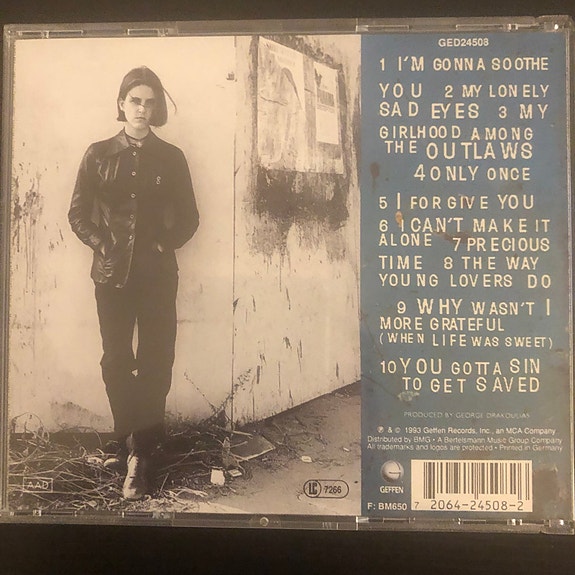 GED24508
1 I'M GONNA SOOTHE
YOU 2 MY LONELY
SAD EYES 3 MY
GIRLHOOD AMONG
THE OUTLAWS
4 ONLY ONCE
5 I FORGIVE YOU
6 I CAN'T MAKE IT
ALONE 7 PRECIOUS
TIME 8 THE WAY
YOUNG LOVERS DO
9 WHY WASN'T I
MORE GRATEFUL
(WHEN LIFE WAS SWEET)
10 YOU GOTTA SIN
TO GET SAVED
PRODUCED BY GEORGE DRAKOULIAS
℗ & © 1993 Geffen Records, Inc., an MCA Company
Distributed by BMG • A Bertelsmann Music Group Company
All trademarks and logos are protected • Printed in Germany
GEFFEN
F: BM650
7 2064-24508-2
AAD
LC 7266